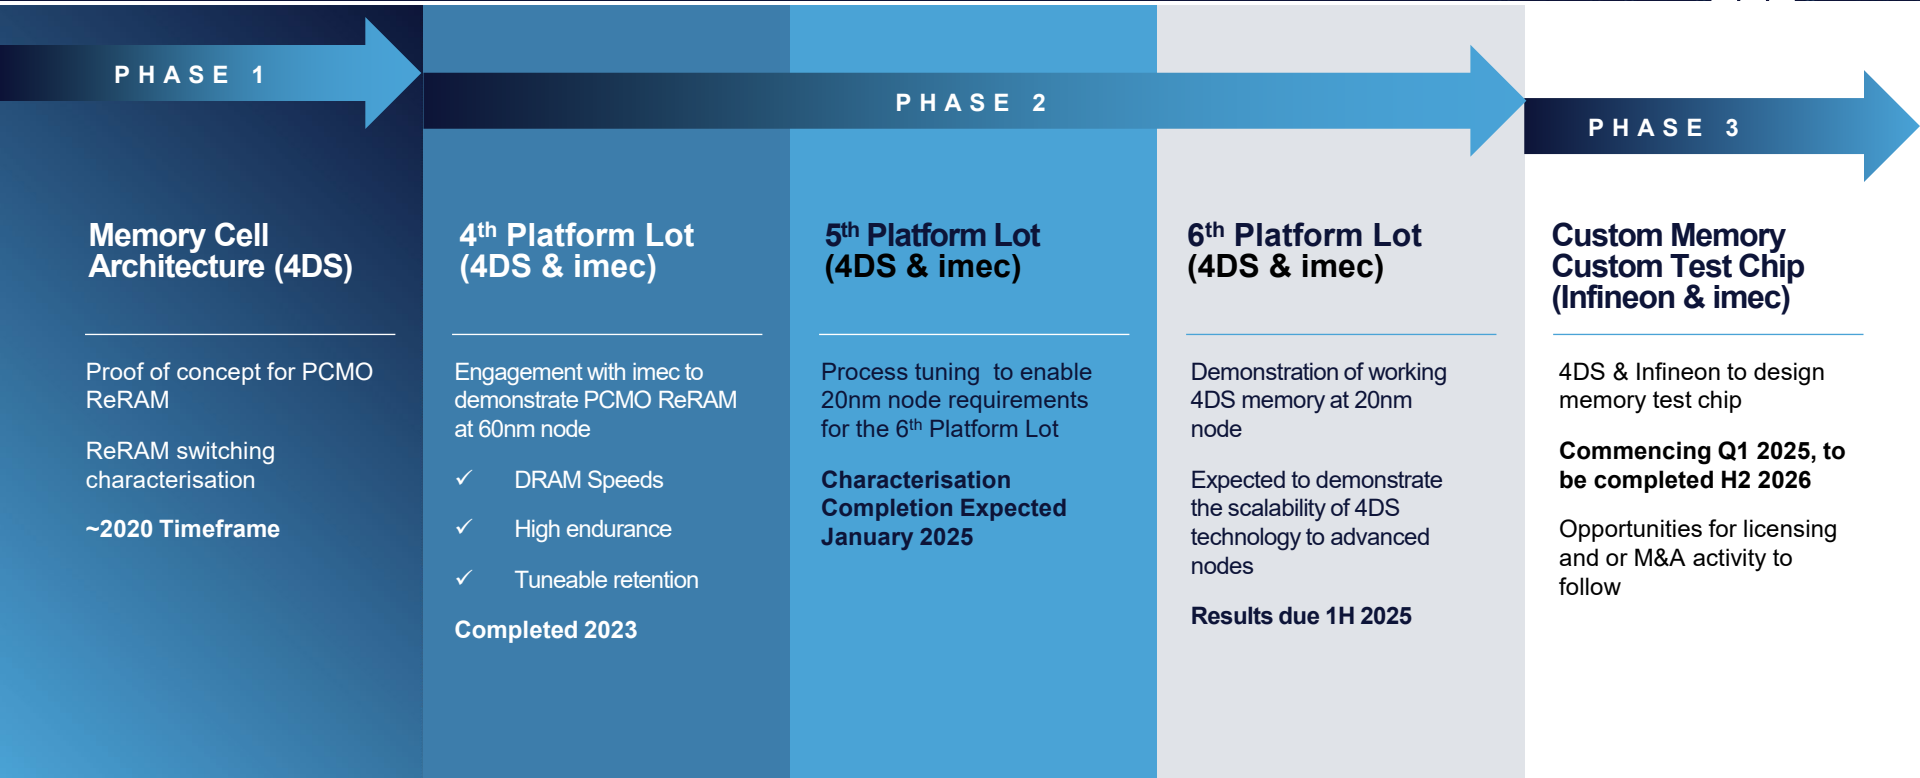 PHASE 1
PHASE 2
PHASE 3
Memory Cell
Architecture (4DS)
Proof of concept for PCMO
ReRAM
ReRAM switching
characterisation
~2020 Timeframe
4th Platform Lot
(4DS & imec)
Engagement with imec to
demonstrate PCMO ReRAM
at 60nm node
✓ DRAM Speeds
✓ High endurance
✓ Tuneable retention
Completed 2023
5th Platform Lot
(4DS & imec)
Process tuning to enable
20nm node requirements
for the 6th Platform Lot
Characterisation
Completion Expected
January 2025
6th Platform Lot
(4DS & imec)
Demonstration of working
4DS memory at 20nm
node
Expected to demonstrate
the scalability of 4DS
technology to advanced
nodes
Results due 1H 2025
Custom Memory
Custom Test Chip
(Infineon & imec)
4DS & Infineon to design
memory test chip
Commencing Q1 2025, to
be completed H2 2026
Opportunities for licensing
and or M&A activity to
follow